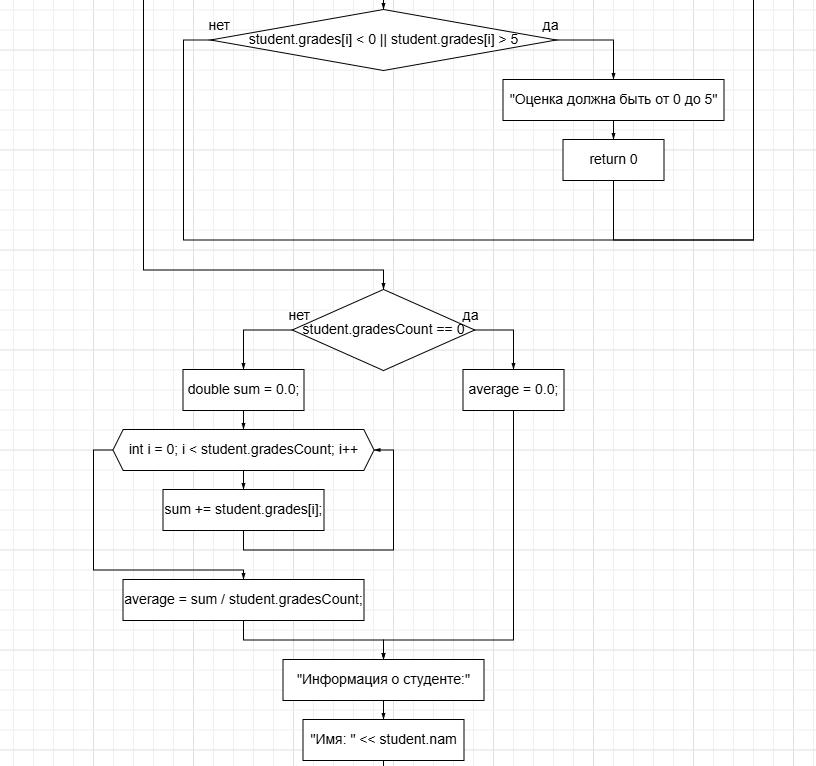 нет
да
student.grades[i] < 0 || student.grades[i] > 5
"Оценка должна быть от 0 до 5"
return 0
нет
да
student.gradesCount == 0
double sum = 0.0;
average = 0.0;
int i = 0; i < student.gradesCount; i++
sum += student.grades[i];
average = sum / student.gradesCount;
"Информация о студенте:"
"Имя: " << student.nam